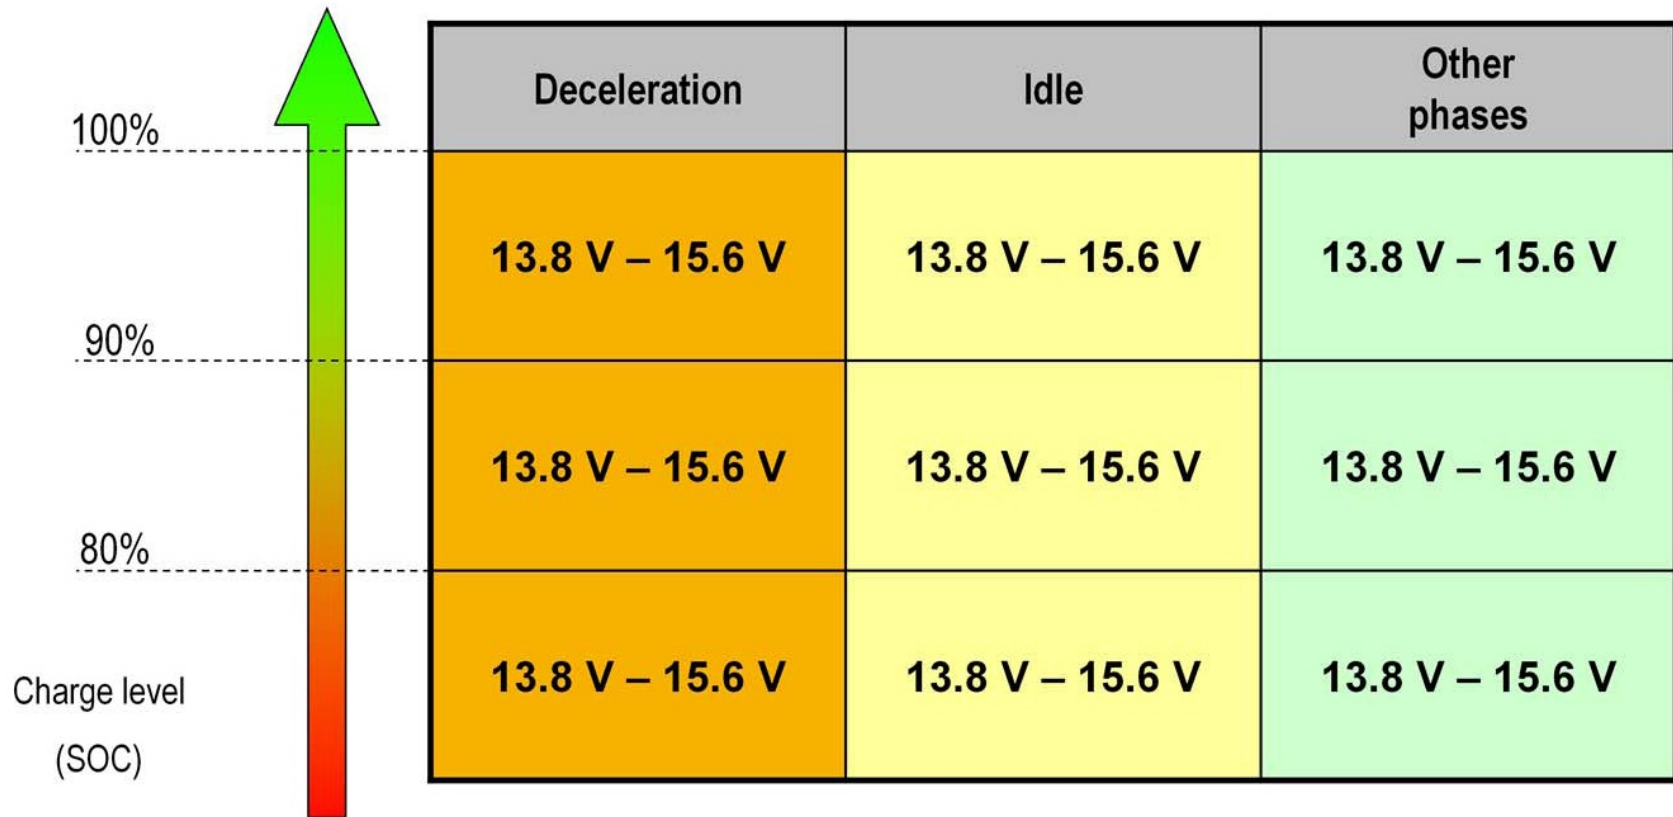 Deceleration
Idle
Other
phases
100%
13.8 V – 15.6 V
13.8 V – 15.6 V
13.8 V – 15.6 V
90%
13.8 V – 15.6 V
13.8 V – 15.6 V
13.8 V – 15.6 V
80%
13.8 V – 15.6 V
13.8 V – 15.6 V
13.8 V – 15.6 V
Charge level
(SOC)